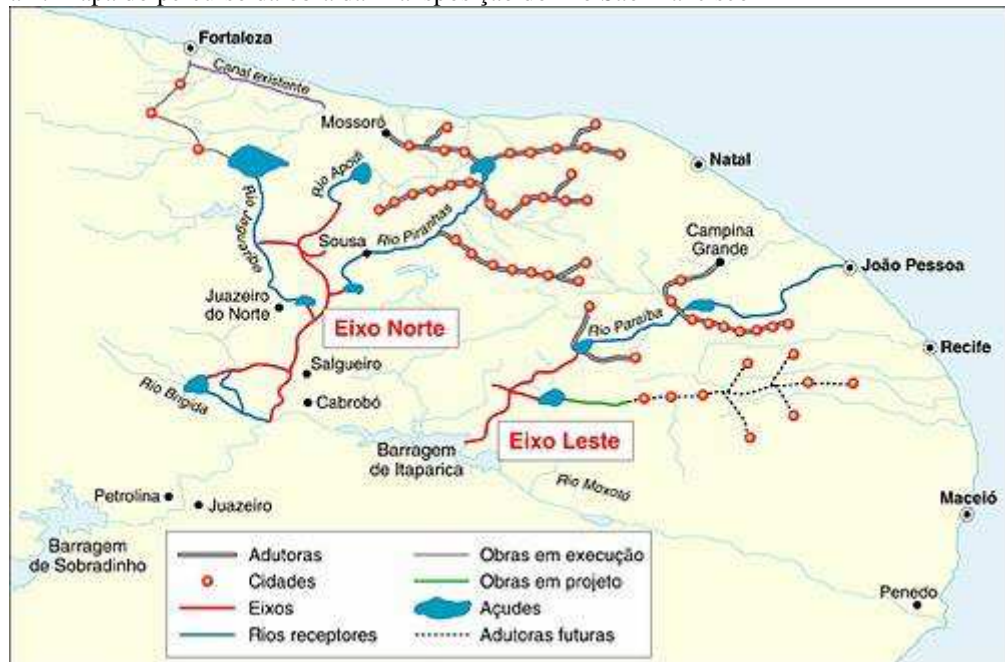 Fortaleza
Canal existente
Mossoró
Natal
Rio Apodi
Rio Jaguaribe
Sousa
Rio Piranhas
Campina
Grande
João Pessoa
Juazeiro
do Norte
Eixo Norte
Rio Paraíba
Recife
Salgueiro
Rio Brígida
Cabrobó
Eixo Leste
Barragem
de Itaparica
Rio Moxotó
Petrolina
Juazeiro
Maceió
Barragem
de Sobradinho
Penedo
Adutoras
Cidades
Eixos
Rios receptores
Obras em execução
Obras em projeto
Açudes
Adutoras futuras